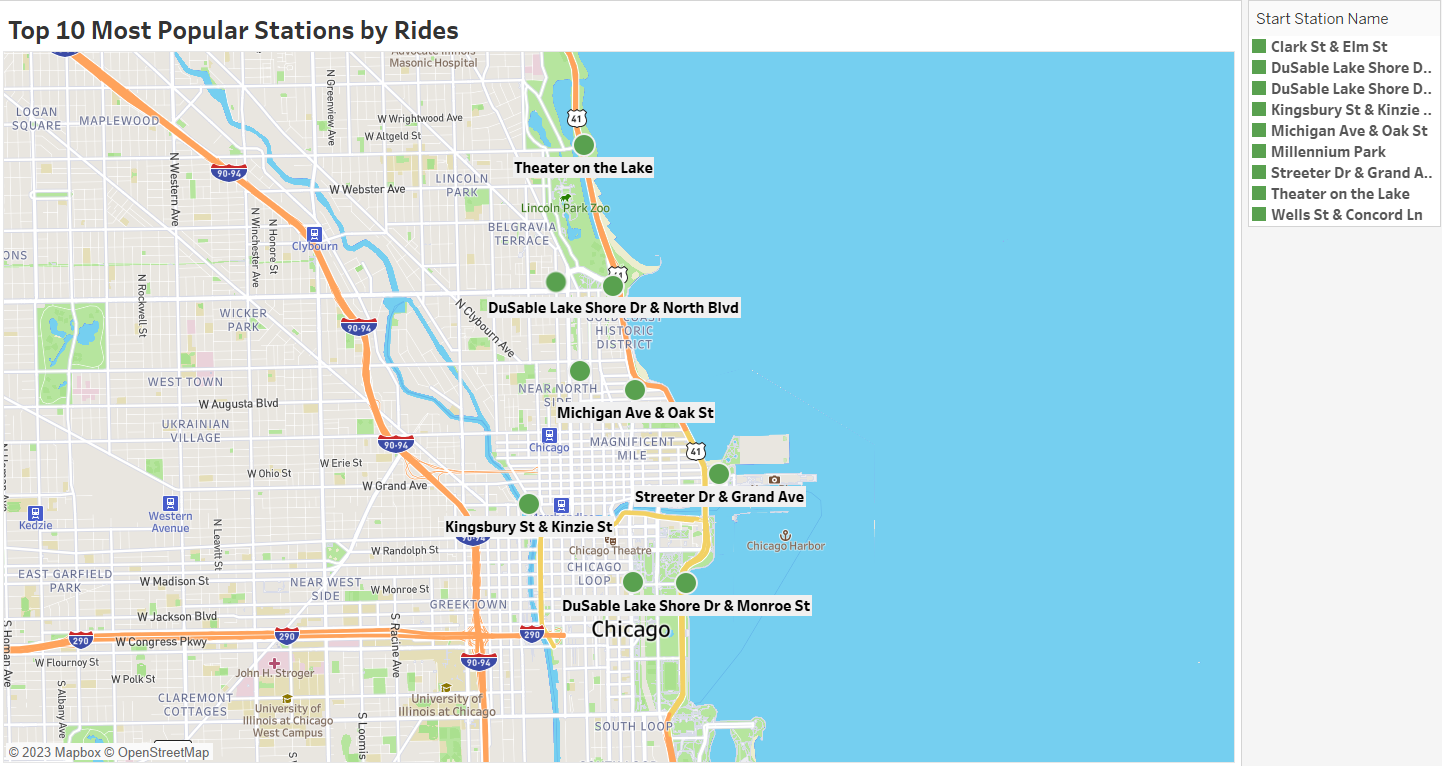 Top 10 Most Popular Stations by Rides
Advocate Illinois
Masonic Hospital
N Greenview Ave
LOGAN
SQUARE
MAPLEWOOD
W Wrightwood Ave
41
W Altgeld St
N Western Ave
90-94
Theater on the Lake
LINCOLN
PARK
W Webster Ave
Lincoln Park Zoo
N Winchester Ave
N Honore St
BELGRAVIA
TERRACE
Clybourn
ONS
N Rockwell St
DuSable Lake Shore Dr & North Blvd
N Clybourn Ave
WICKER
PARK
90-94
GOLD COAST
HISTORIC
DISTRICT
WEST TOWN
NEAR NORTH
SIDE
W Augusta Blvd
Michigan Ave & Oak St
UKRAINIAN
VILLAGE
90-94
Chicago
MAGNIFICENT
MILE
41
W Erie St
W Ohio St
W Grand Ave
Streeter Dr & Grand Ave
Kedzie
Western
Avenue
N Leavitt St
Kingsbury St & Kinzie St
90-94
W Randolph St
Chicago Theatre
Chicago Harbor
EAST GARFIELD
PARK
W Madison St
NEAR WEST
SIDE
W Monroe St
CHICAGO
LOOP
GREEKTOWN
DuSable Lake Shore Dr & Monroe St
W Jackson Blvd
S Racine Ave
Chicago
290
290
290
W Congress Pkwy
S Homan Ave
W Flournoy St
90-94
John H. Stroger
W Polk St
S Albany Ave
CLAREMONT
COTTAGES
University of
Illinois at Chicago
West Campus
University of
Illinois at Chicago
S Loomis
SOUTH LOOP
© 2023 Mapbox © OpenStreetMap
Start Station Name
Clark St & Elm St
DuSable Lake Shore D..
DuSable Lake Shore D..
Kingsbury St & Kinzie ..
Michigan Ave & Oak St
Millennium Park
Streeter Dr & Grand A..
Theater on the Lake
Wells St & Concord Ln